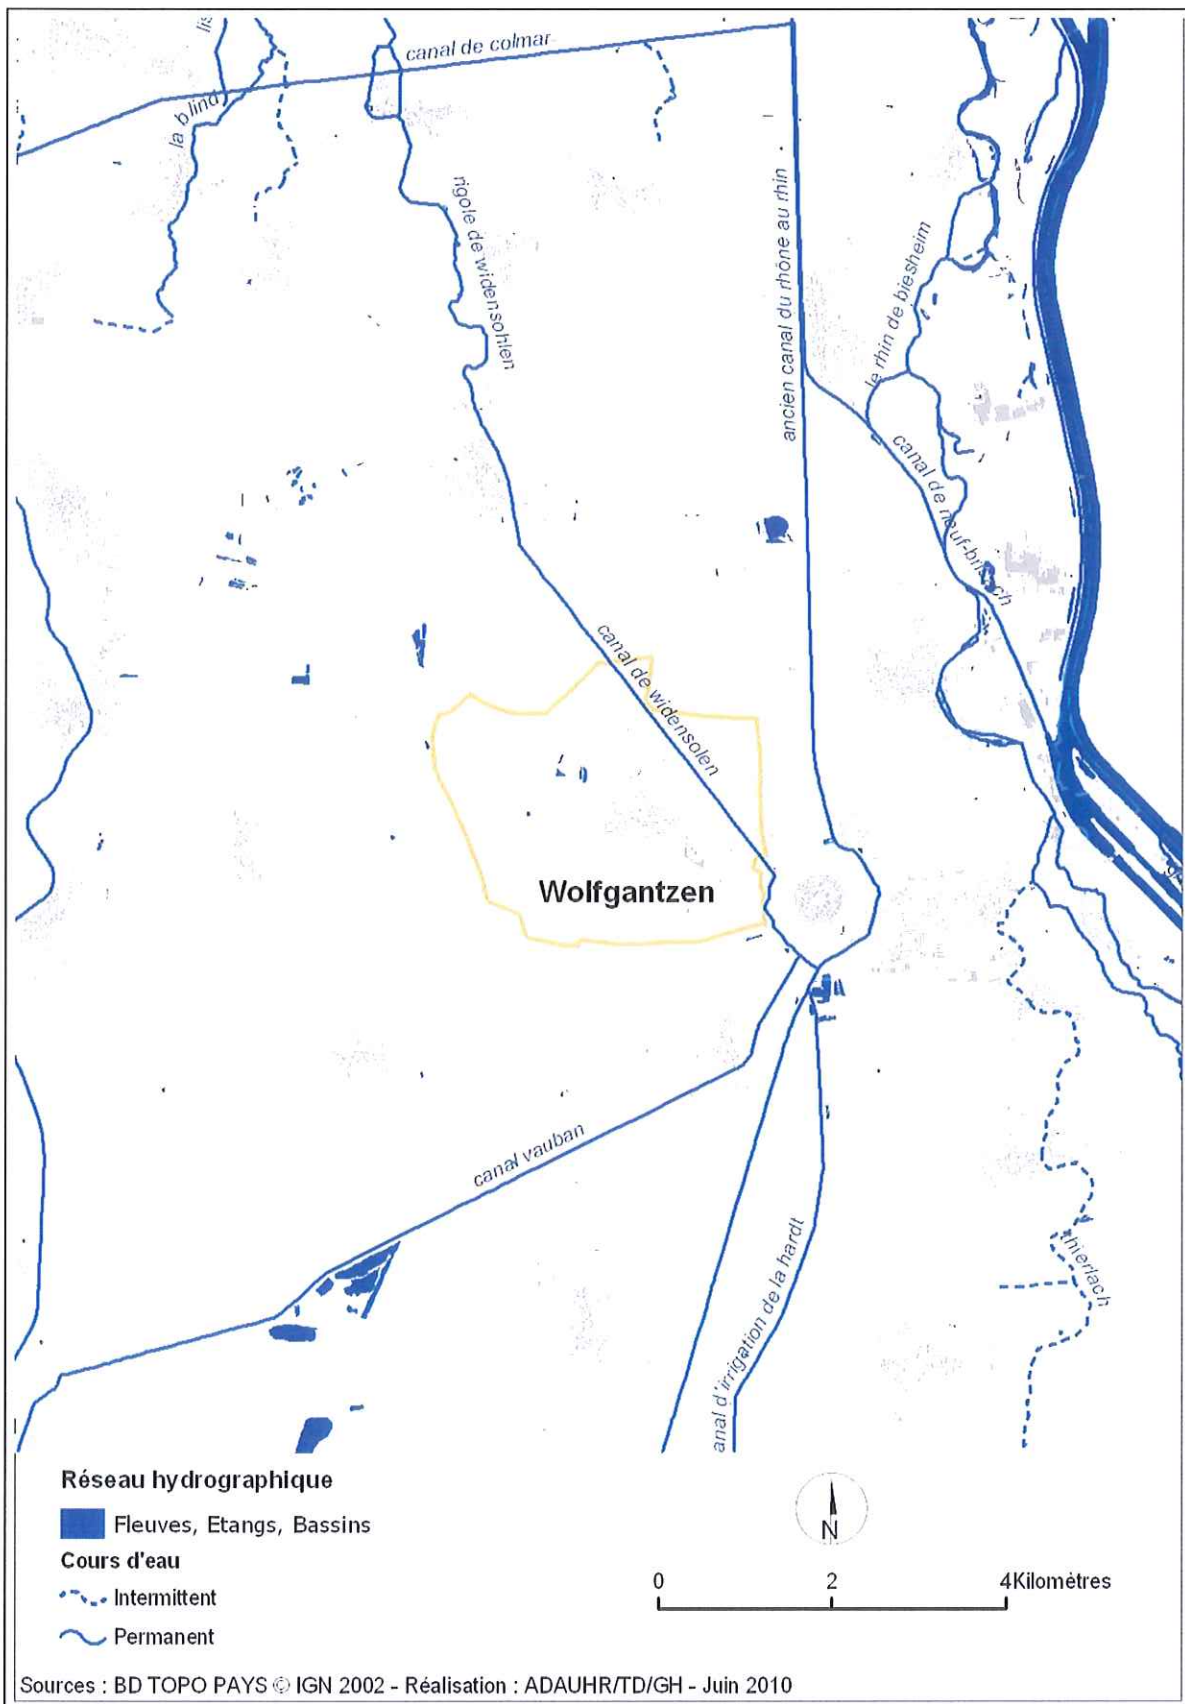 canal de colmar
la blind
rigole de widensohlen
ancien canal du rhône au rhin
le rhin de biesheim
canal de neuf-brisach
canal de widensolen
Wolfgantzen
canal vauban
anal d'irrigation de la hardt
thierlach
Réseau hydrographique
Fleuves, Etangs, Bassins
Cours d'eau
Intermittent
Permanent
N
0 2 4Kilomètres
Sources : BD TOPO PAYS © IGN 2002 - Réalisation : ADAUHR/TD/GH - Juin 2010